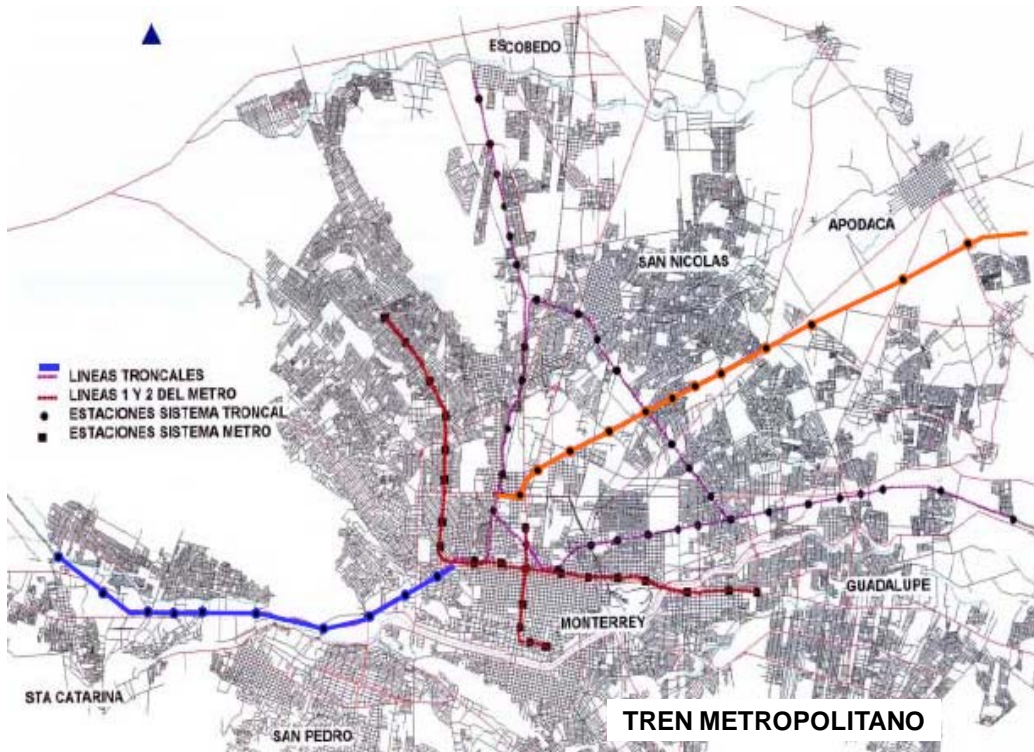 ESCOBEDO
APODACA
SAN NICOLAS
LINEAS TRONCALES
LINEAS 1 Y 2 DEL METRO
ESTACIONES SISTEMA TRONCAL
ESTACIONES SISTEMA METRO
GUADALUPE
MONTERREY
STA CATARINA
SAN PEDRO
TREN METROPOLITANO